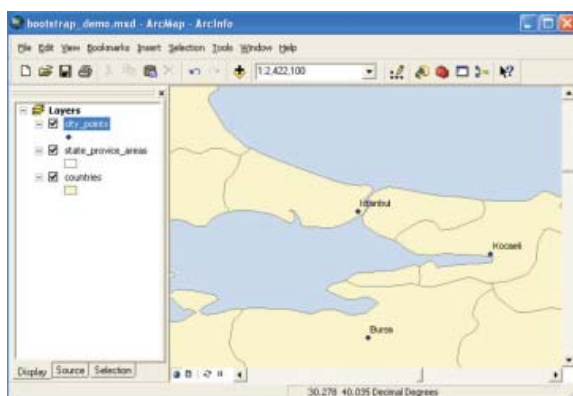 bootstrap_demo.mxd - ArcMap - ArcInfo
File Edit View Bookmarks Insert Selection Tools Window Help
1:2,422,100
Layers
city_points
state_provice_areas
countries
Istanbul
Kocaeli
Bursa
Display Source Selection
30.278 40.035 Decimal Degrees